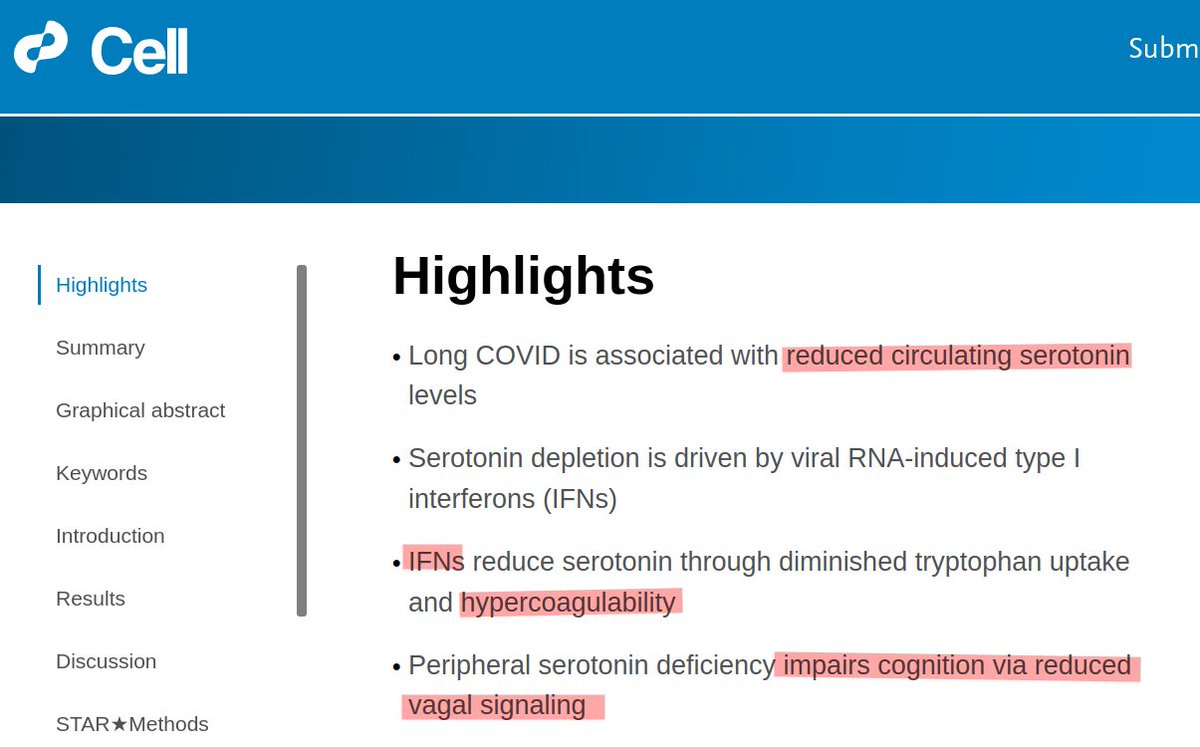 Cell
Subm
Highlights
Summary
Graphical abstract
Keywords
Introduction
Results
Discussion
STAR★Methods
Highlights
• Long COVID is associated with reduced circulating serotonin
levels
• Serotonin depletion is driven by viral RNA-induced type I
interferons (IFNs)
• IFNs reduce serotonin through diminished tryptophan uptake
and hypercoagulability
• Peripheral serotonin deficiency impairs cognition via reduced
vagal signaling